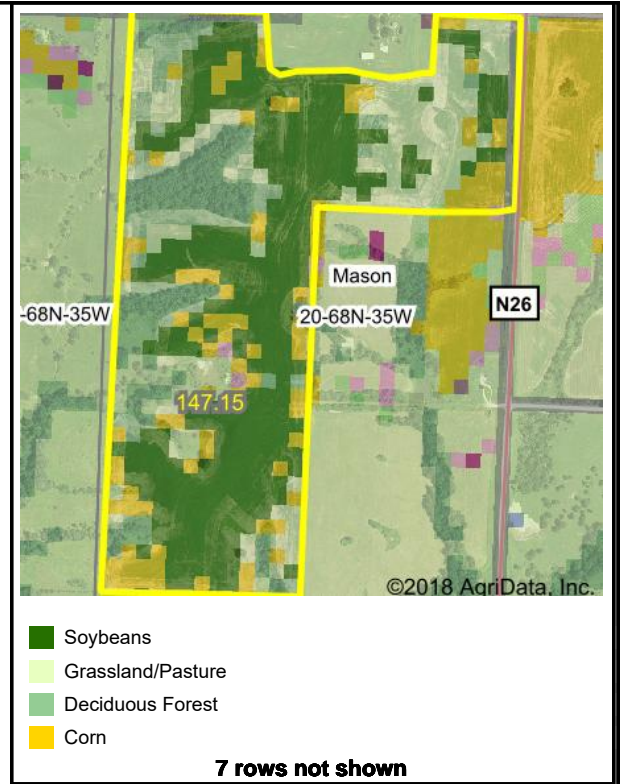 Mason
-68N-35W
20-68N-35W
N26
147.15
©2018 AgriData, Inc.
Soybeans
Grassland/Pasture
Deciduous Forest
Corn
7 rows not shown